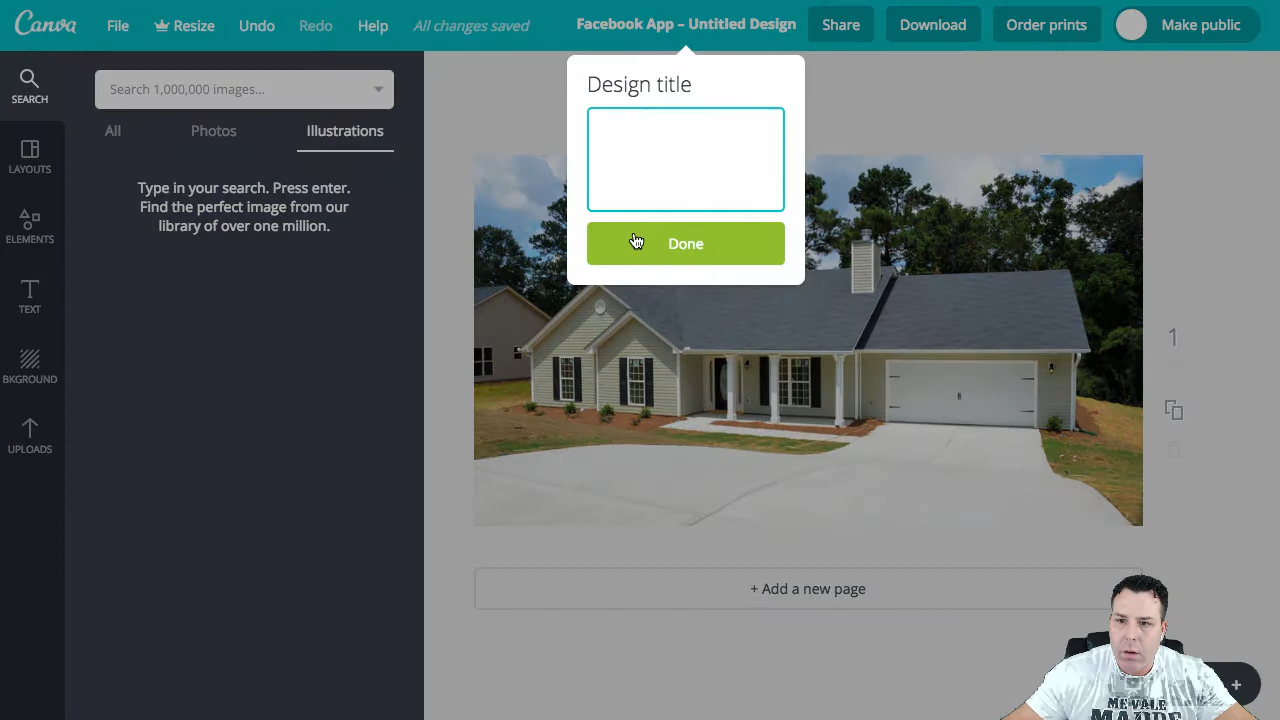 Canva
File
Resize
Undo
Redo
Help
All changes saved
Facebook App – Untitled Design
Share
Download
Order prints
Make public
SEARCH
LAYOUTS
ELEMENTS
TEXT
BKGROUND
UPLOADS
Search 1,000,000 images...
All
Photos
Illustrations
Type in your search. Press enter.
Find the perfect image from our
library of over one million.
Design title
Done
1
+ Add a new page
+
ME VALE
MADRE